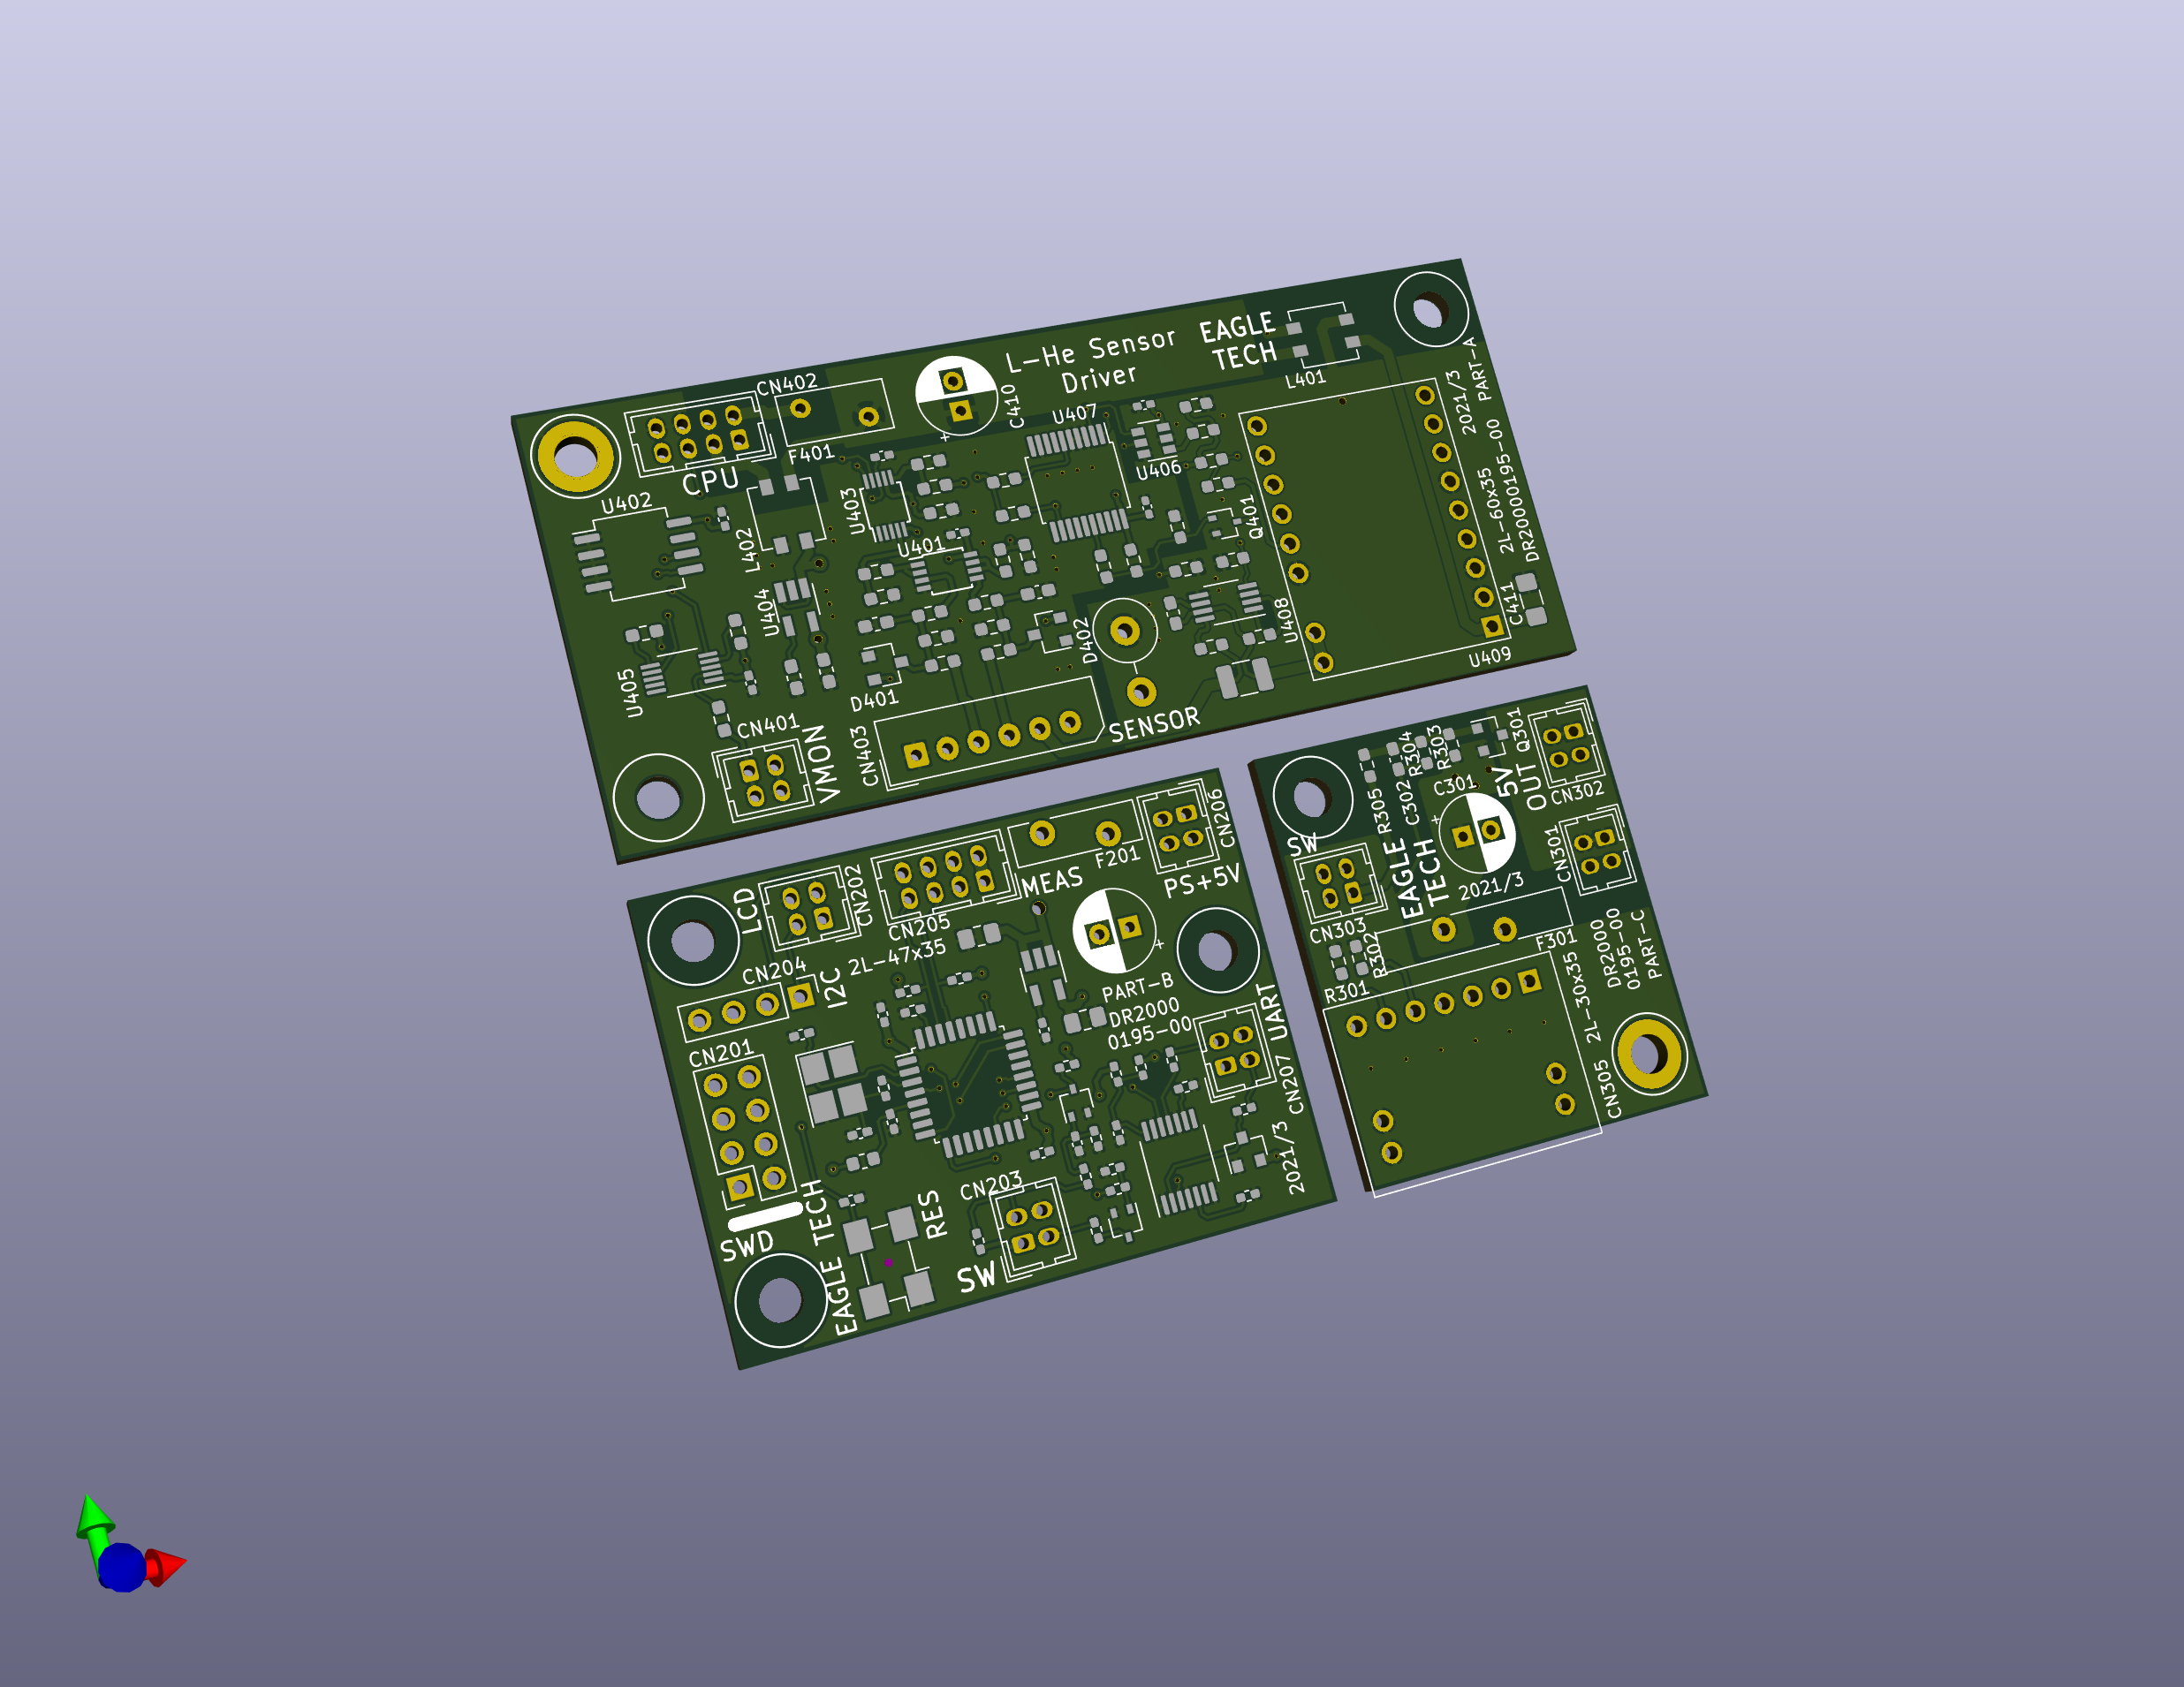 L-He Sensor
Driver
EAGLE
TECH
L401
CN402
C410
U407
F401
CPU
U402
U403
U406
Q401
L402
U401
U404
U408
D402
U405
D401
CN401
VMON
CN403
SENSOR
2021/3
PART-A
2L-60x35
DR2000195-00
C411
U409
LCD
CN202
CN205
2L-47x35
MEAS
F201
CN206
PS+5V
CN204
I2C
CN201
PART-B
DR2000
0195-00
UART
CN207
2021/3
CN203
SW
RES
SWD
EAGLE TECH
SW
R305
C302
R304
R303
C301
5V
OUT
Q301
CN302
CN301
EAGLE
TECH
2021/3
CN303
R302
R301
F301
2L-30x35
DR2000
0195-00
PART-C
CN305